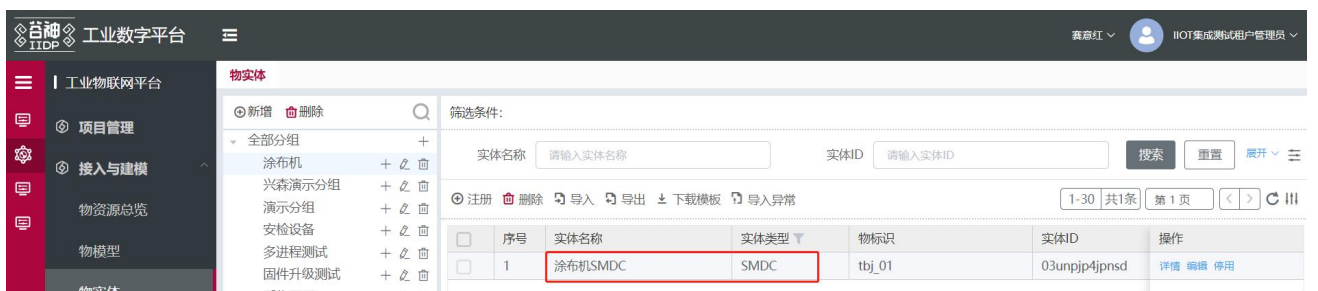 谷神 IIDP 工业数字平台 赛意红 IIOT集成测试租户管理员
工业物联网平台 物实体
新增 删除 筛选条件:
项目管理
全部分组
实体名称 请输入实体名称 实体ID 请输入实体ID 搜索 重置 展开
涂布机
接入与建模
兴森演示分组
注册 删除 导入 导出 下载模板 导入异常 1-30 共1条 第 1 页
物资源总览
演示分组
安检设备
序号 实体名称 实体类型 物标识 实体ID 操作
物模型
多进程测试
1 涂布机SMDC SMDC tbj_01 03unpjp4jpnsd 详情 编辑 停用
固件升级测试
物实体